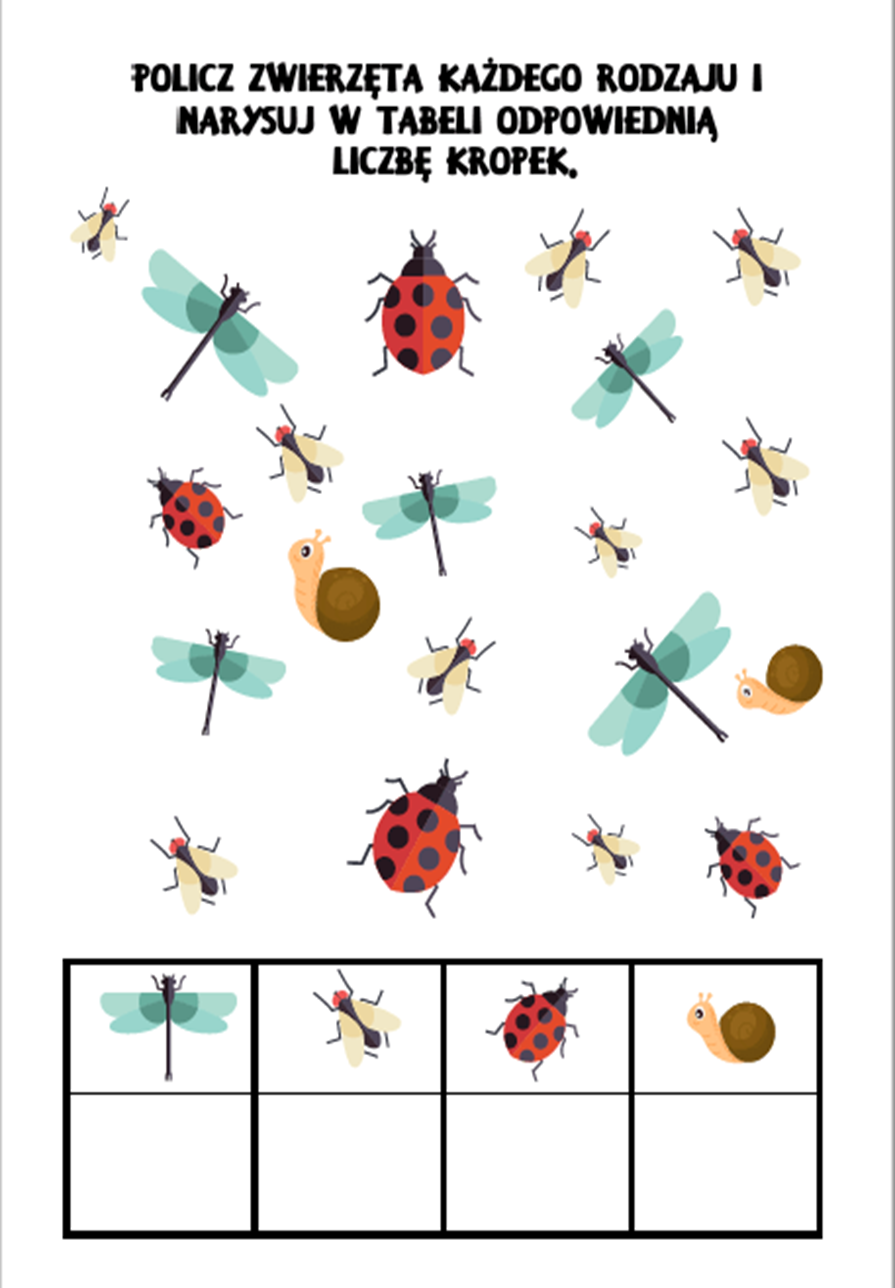 POLICZ ZWIERZĘTA KAŻDEGO RODZAJU I
NARYSUJ W TABELI ODPOWIEDNIĄ
LICZBĘ KROPEK.